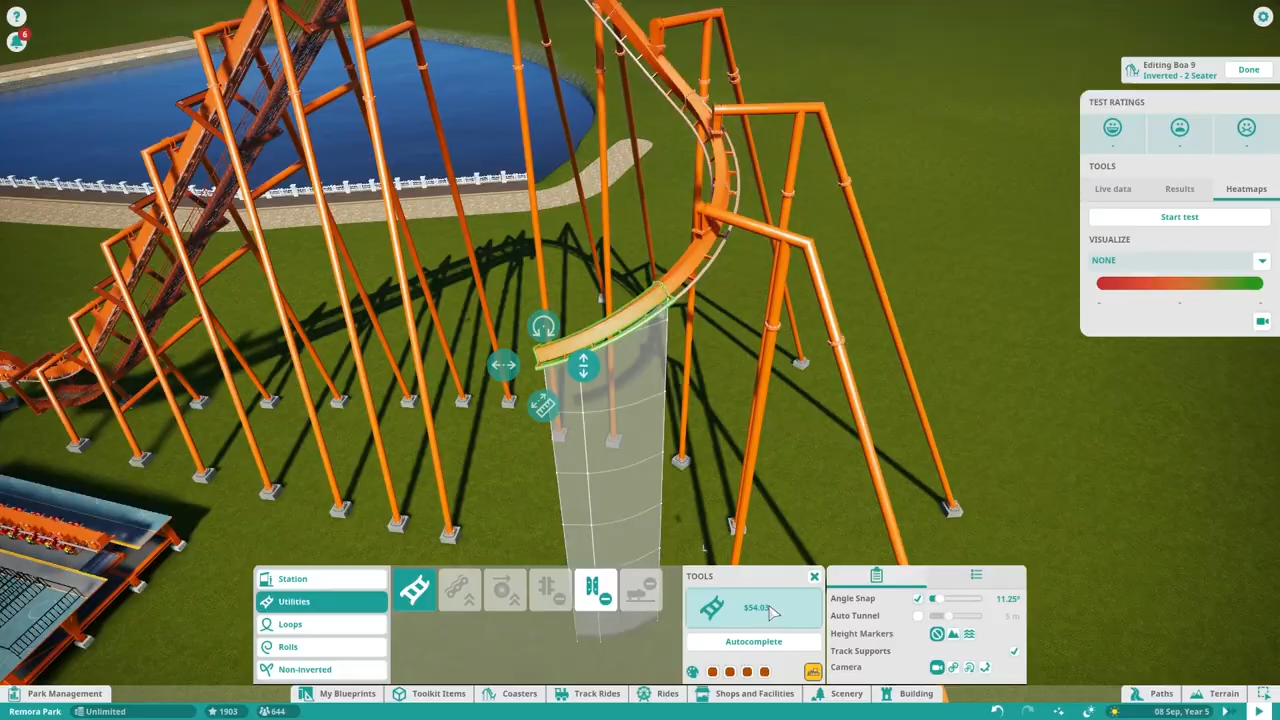 6
Editing Boa 9
Inverted - 2 Seater
Done
TEST RATINGS
- - -
TOOLS
Live data Results Heatmaps
Start test
VISUALIZE
NONE
- - -
Station
Utilities
Loops
Rolls
Non-inverted
TOOLS
$54.03
Autocomplete
Angle Snap 11.25°
Auto Tunnel 5 m
Height Markers
Track Supports
Camera
Park Management My Blueprints Toolkit Items Coasters Track Rides Rides Shops and Facilities Scenery Building Paths Terrain
Remora Park Unlimited 1903 644 08 Sep, Year 5